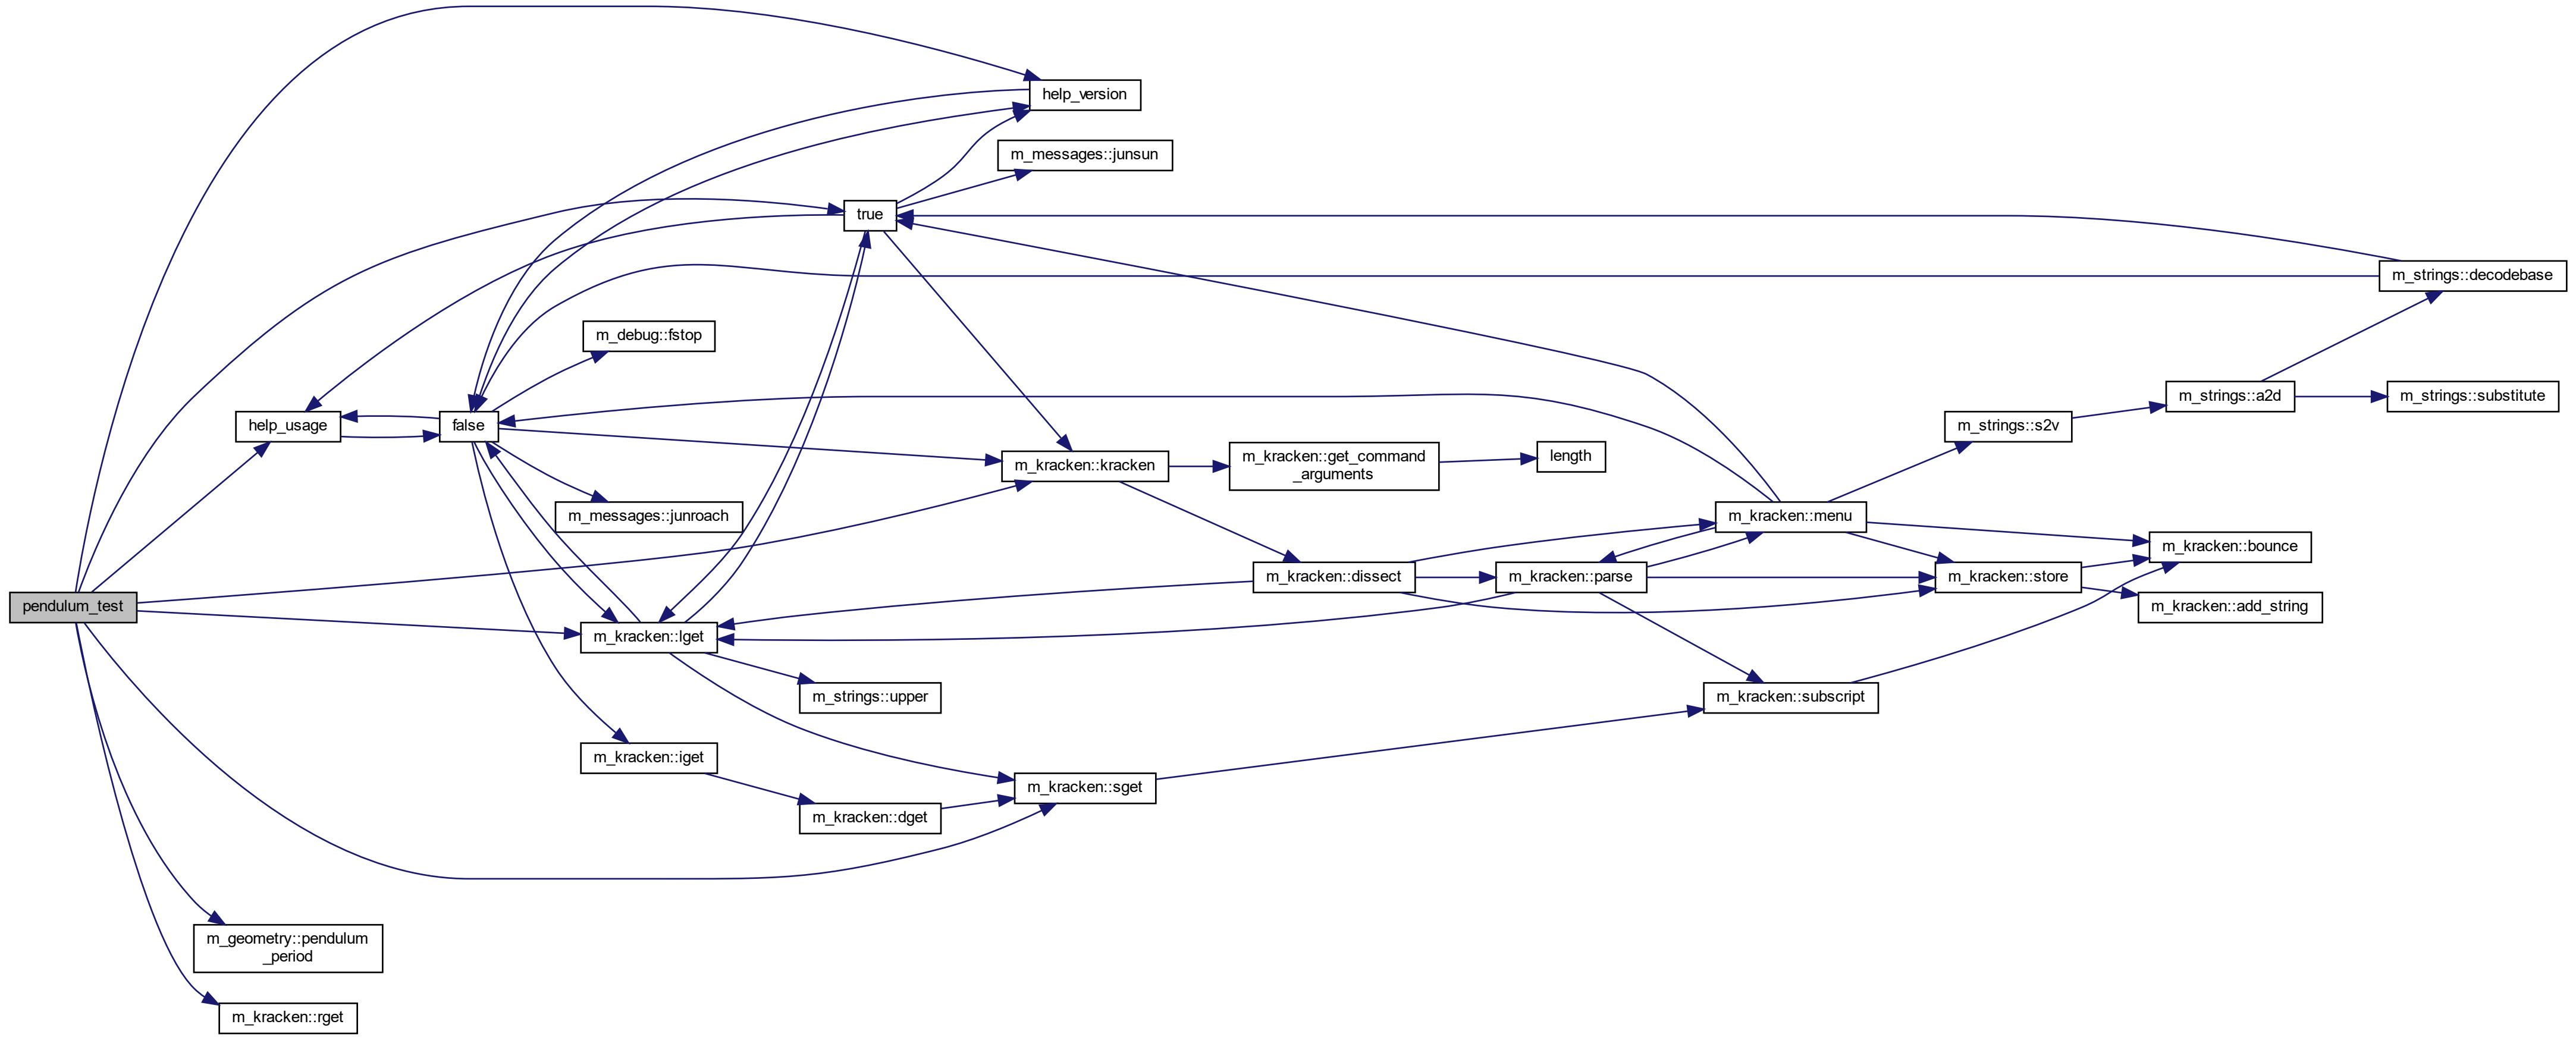 help_version
m_messages::junsun
true
m_strings::decodebase
m_debug::fstop
m_strings::a2d
m_strings::substitute
help_usage
false
m_strings::s2v
m_kracken::kracken
m_kracken::get_command
_arguments
length
m_messages::junroach
m_kracken::menu
m_kracken::bounce
m_kracken::dissect
m_kracken::parse
m_kracken::store
pendulum_test
m_kracken::add_string
m_kracken::lget
m_strings::upper
m_kracken::subscript
m_kracken::iget
m_kracken::sget
m_kracken::dget
m_geometry::pendulum
_period
m_kracken::rget